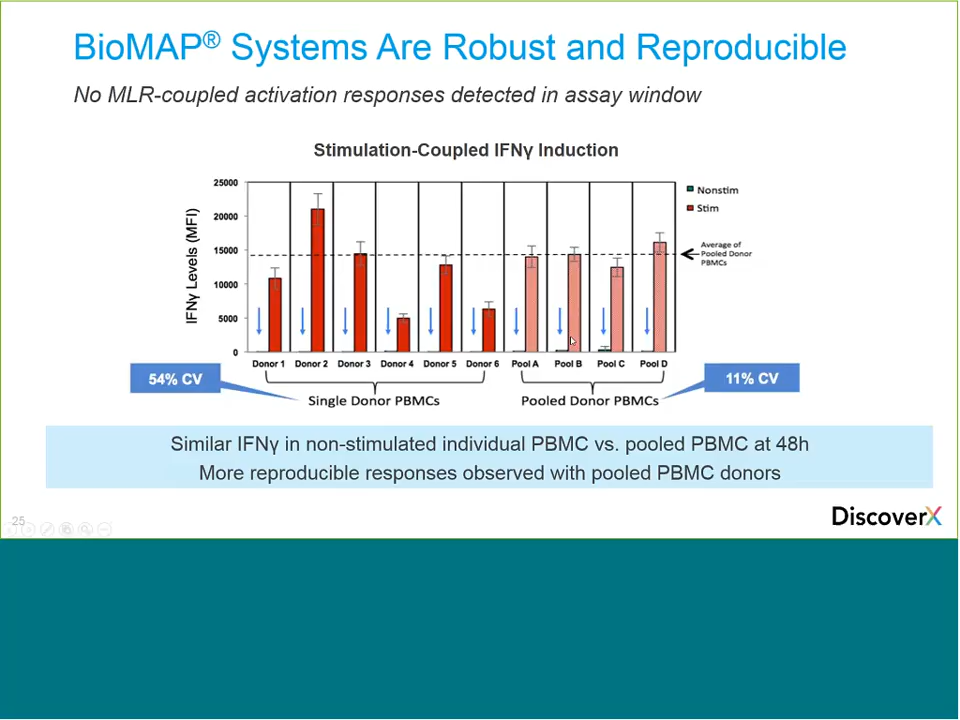 BioMAP® Systems Are Robust and Reproducible
No MLR-coupled activation responses detected in assay window
Stimulation-Coupled IFNγ Induction
IFNγ Levels (MFI)
25000
20000
15000
10000
5000
0
Nonstim
Stim
Average of
Pooled Donor
PBMCs
Donor 1 Donor 2 Donor 3 Donor 4 Donor 5 Donor 6 Pool A Pool B Pool C Pool D
54% CV
11% CV
Single Donor PBMCs
Pooled Donor PBMCs
Similar IFNγ in non-stimulated individual PBMC vs. pooled PBMC at 48h
More reproducible responses observed with pooled PBMC donors
25
DiscoverX